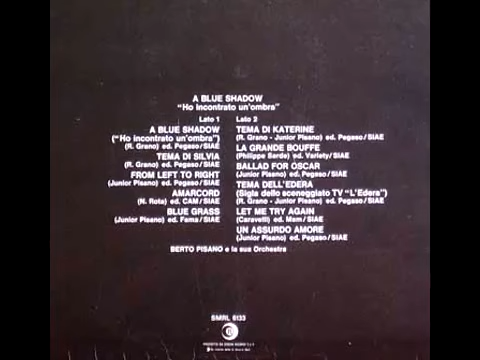 A BLUE SHADOW
"Ho incontrato un'ombra"
Lato 1
A BLUE SHADOW
("Ho incontrato un'ombra")
(R. Grano) ed. Pegaso/SIAE
TEMA DI SILVIA
(R. Grano) ed. Pegaso/SIAE
FROM LEFT TO RIGHT
(Junior Pisano) ed. Pegaso/SIAE
AMARCORD
(N. Rota) ed. CAM/SIAE
BLUE GRASS
(Junior Pisano) ed. Fama/SIAE
Lato 2
TEMA DI KATERINE
(R. Grano - Junior Pisano) ed. Pegaso/SIAE
LA GRANDE BOUFFE
(Philippe Sarde) ed. Variety/SIAE
BALLAD FOR OSCAR
(Junior Pisano) ed. Pegaso/SIAE
TEMA DELL'EDERA
(Sigla dello sceneggiato TV "L'Edera")
(R. Grano - Junior Pisano) ed. Pegaso/SIAE
LET ME TRY AGAIN
(Caravelli) ed. Mam/SIAE
UN ASSURDO AMORE
(Junior Pisano) ed. Pegaso/SIAE
BERTO PISANO e la sua Orchestra
SMRL 6133